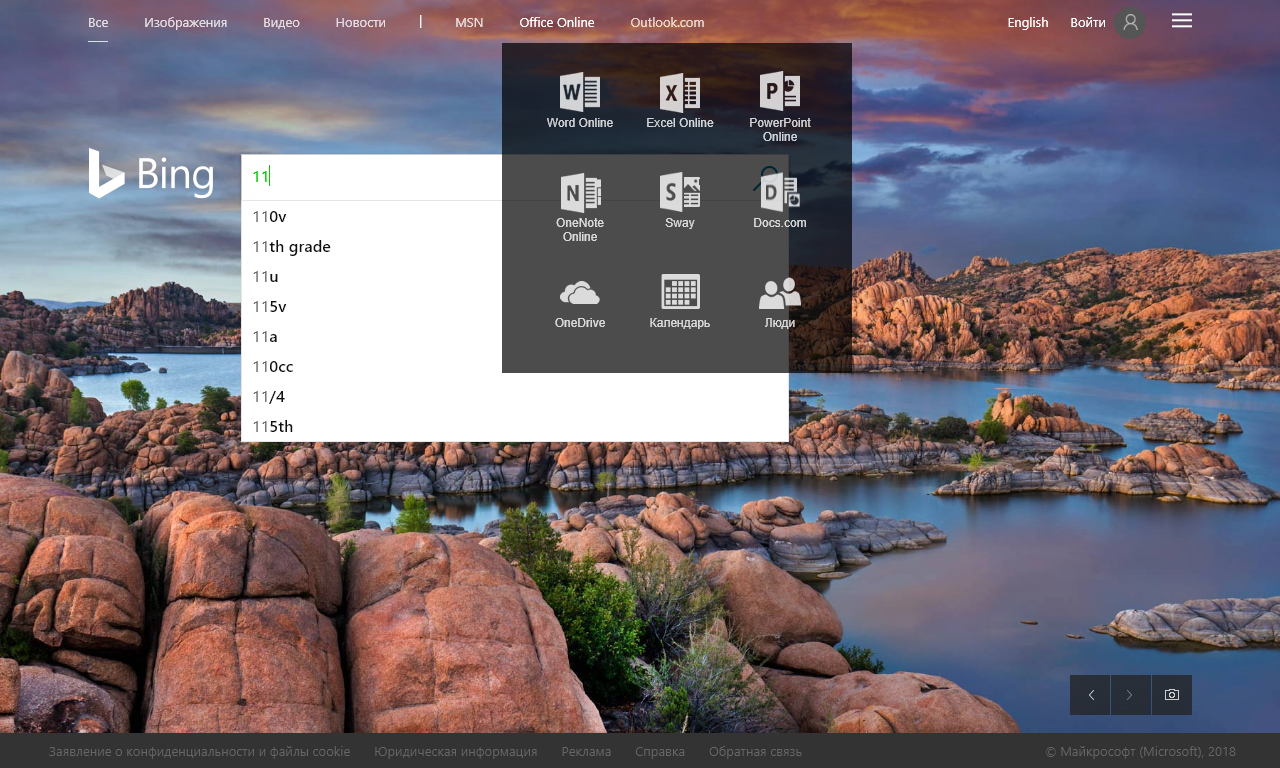 Все Изображения Видео Новости | MSN Office Online Outlook.com English Войти
Word Online Excel Online PowerPoint Online
Bing
11
OneNote Online Sway Docs.com
110v
11th grade
11u
115v
OneDrive Календарь Люди
11a
110cc
11/4
115th
Заявление о конфиденциальности и файлы cookie Юридическая информация Реклама Справка Обратная связь © Майкрософт (Microsoft), 2018